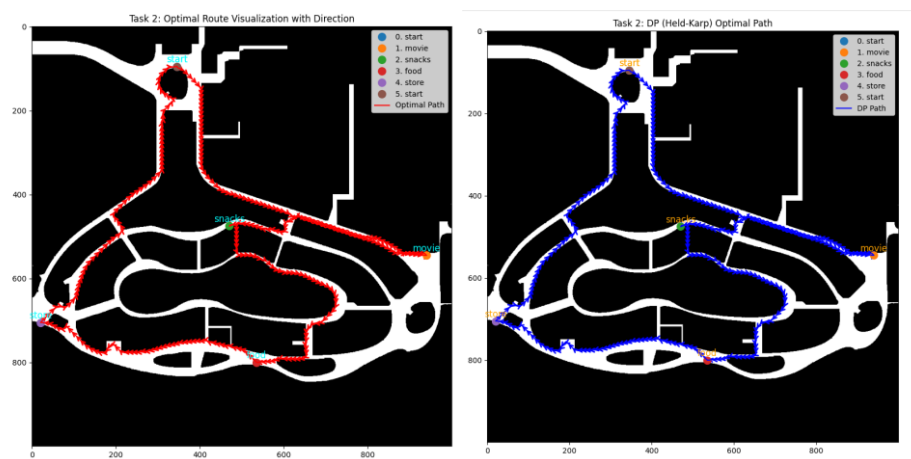 Task 2: Optimal Route Visualization with Direction
0
200
400
600
800
0
200
400
600
800
start
snacks
movie
store
food
0. start
1. movie
2. snacks
3. food
4. store
5. start
Optimal Path
Task 2: DP (Held-Karp) Optimal Path
0
200
400
600
800
0
200
400
600
800
start
snacks
movie
store
food
0. start
1. movie
2. snacks
3. food
4. store
5. start
DP Path